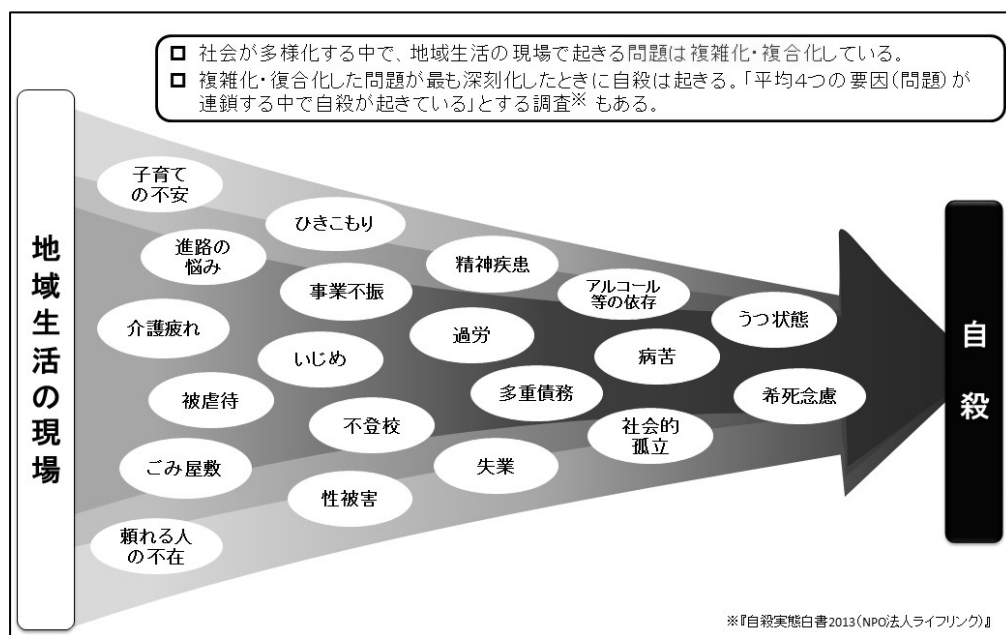 □ 社会が多様化する中で、地域生活の現場で起きる問題は複雑化・複合化している。
□ 複雑化・復合化した問題が最も深刻化したときに自殺は起きる。「平均4つの要因(問題)が
連鎖する中で自殺が起きている」とする調査※ もある。
地域生活の現場
子育て
の不安
進路の
悩み
介護疲れ
被虐待
ごみ屋敷
頼れる人
の不在
ひきこもり
事業不振
いじめ
不登校
性被害
精神疾患
過労
多重債務
失業
アルコール
等の依存
病苦
社会的
孤立
うつ状態
希死念慮
自殺
※『自殺実態白書2013(NPO法人ライフリンク)』